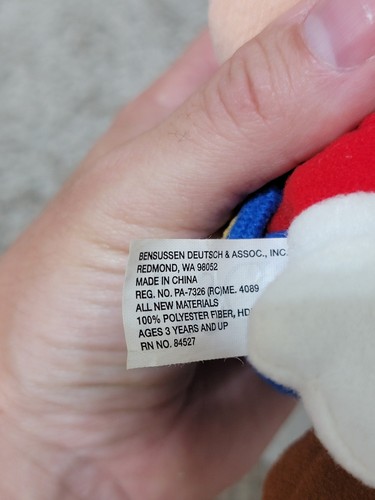 BENSUSSEN DEUTSCH & ASSOC., INC.
REDMOND, WA 98052
MADE IN CHINA
REG. NO. PA-7326 (RC)ME. 4089
ALL NEW MATERIALS
100% POLYESTER FIBER, HD
AGES 3 YEARS AND UP
RN NO. 84527